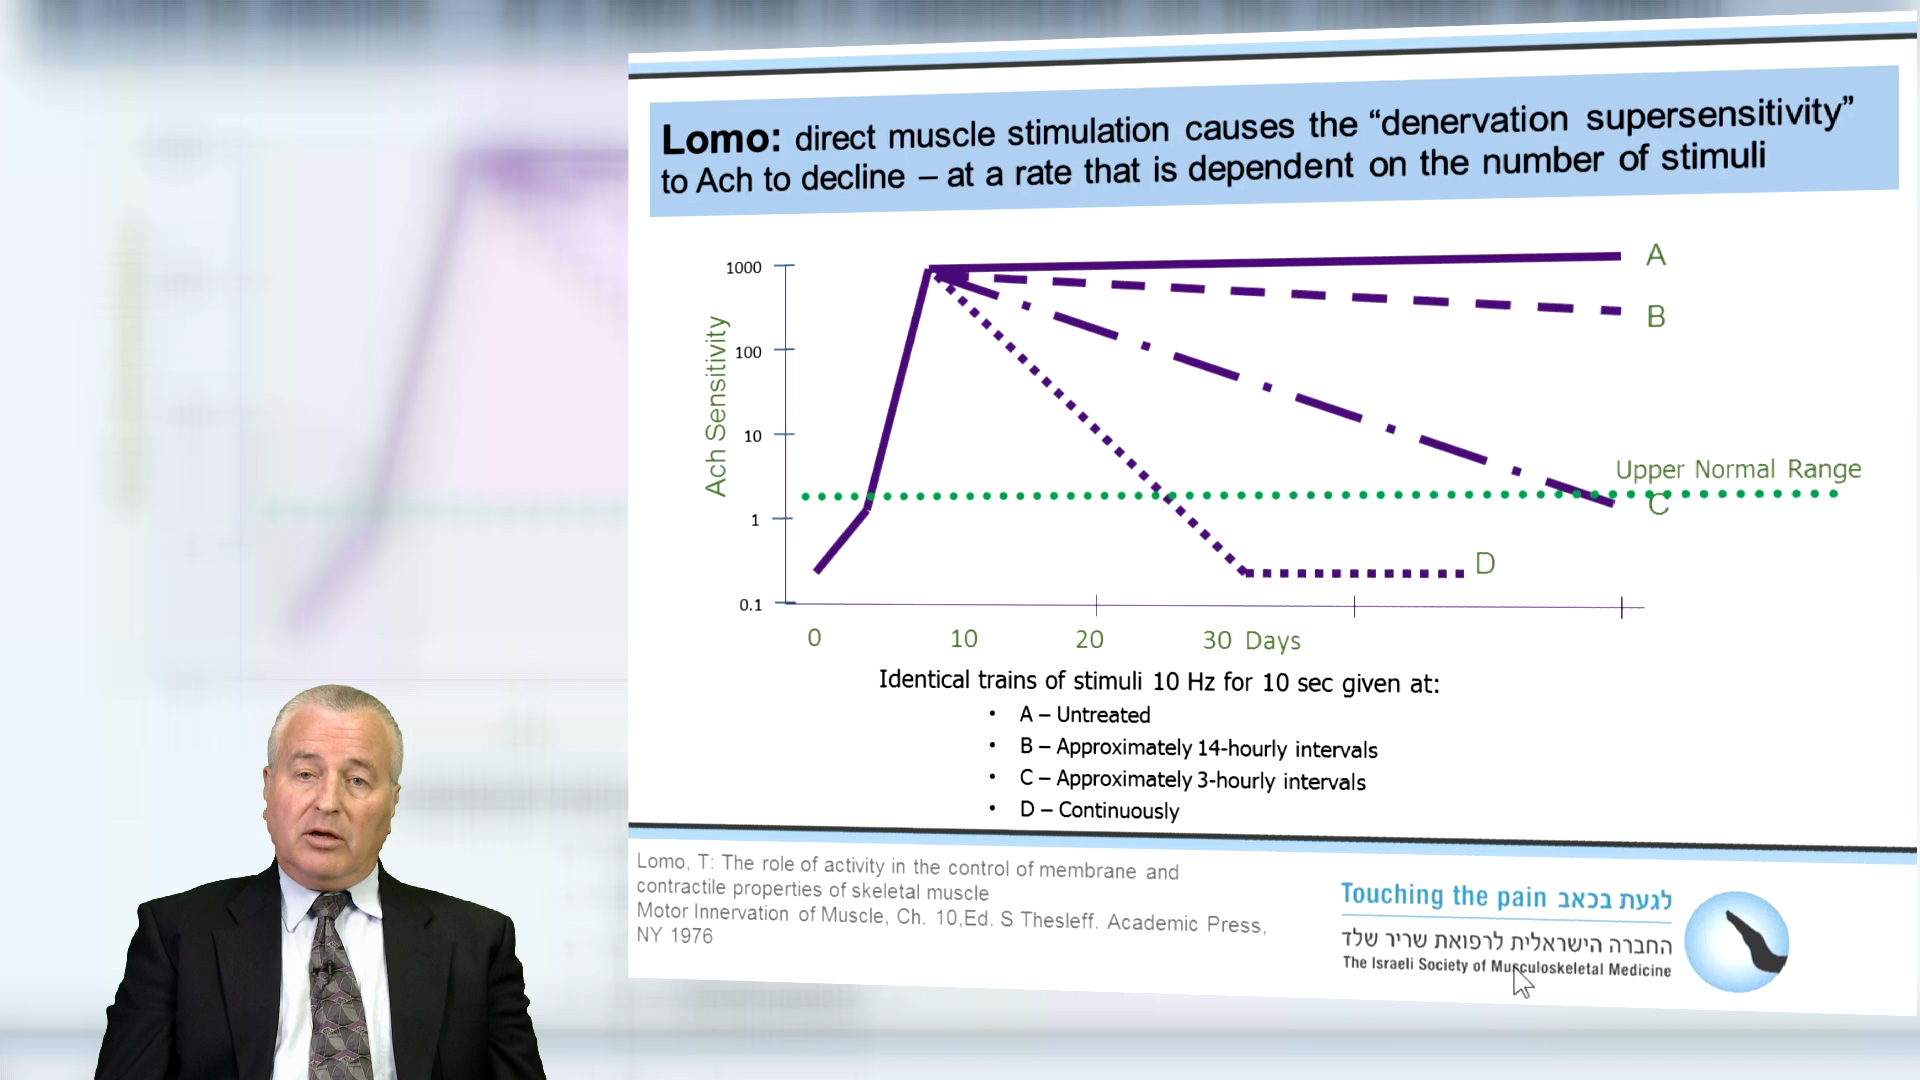 Lomo: direct muscle stimulation causes the “denervation supersensitivity”
to Ach to decline – at a rate that is dependent on the number of stimuli
Ach Sensitivity
1000
100
10
1
0.1
A
B
Upper Normal Range
C
D
0 10 20 30 Days
Identical trains of stimuli 10 Hz for 10 sec given at:
• A – Untreated
• B – Approximately 14-hourly intervals
• C – Approximately 3-hourly intervals
• D – Continuously
Lomo, T: The role of activity in the control of membrane and
contractile properties of skeletal muscle
Motor Innervation of Muscle, Ch. 10,Ed. S Thesleff. Academic Press,
NY 1976
Touching the pain לגעת בכאב
החברה הישראלית לרפואת שריר שלד
The Israeli Society of Musculoskeletal Medicine